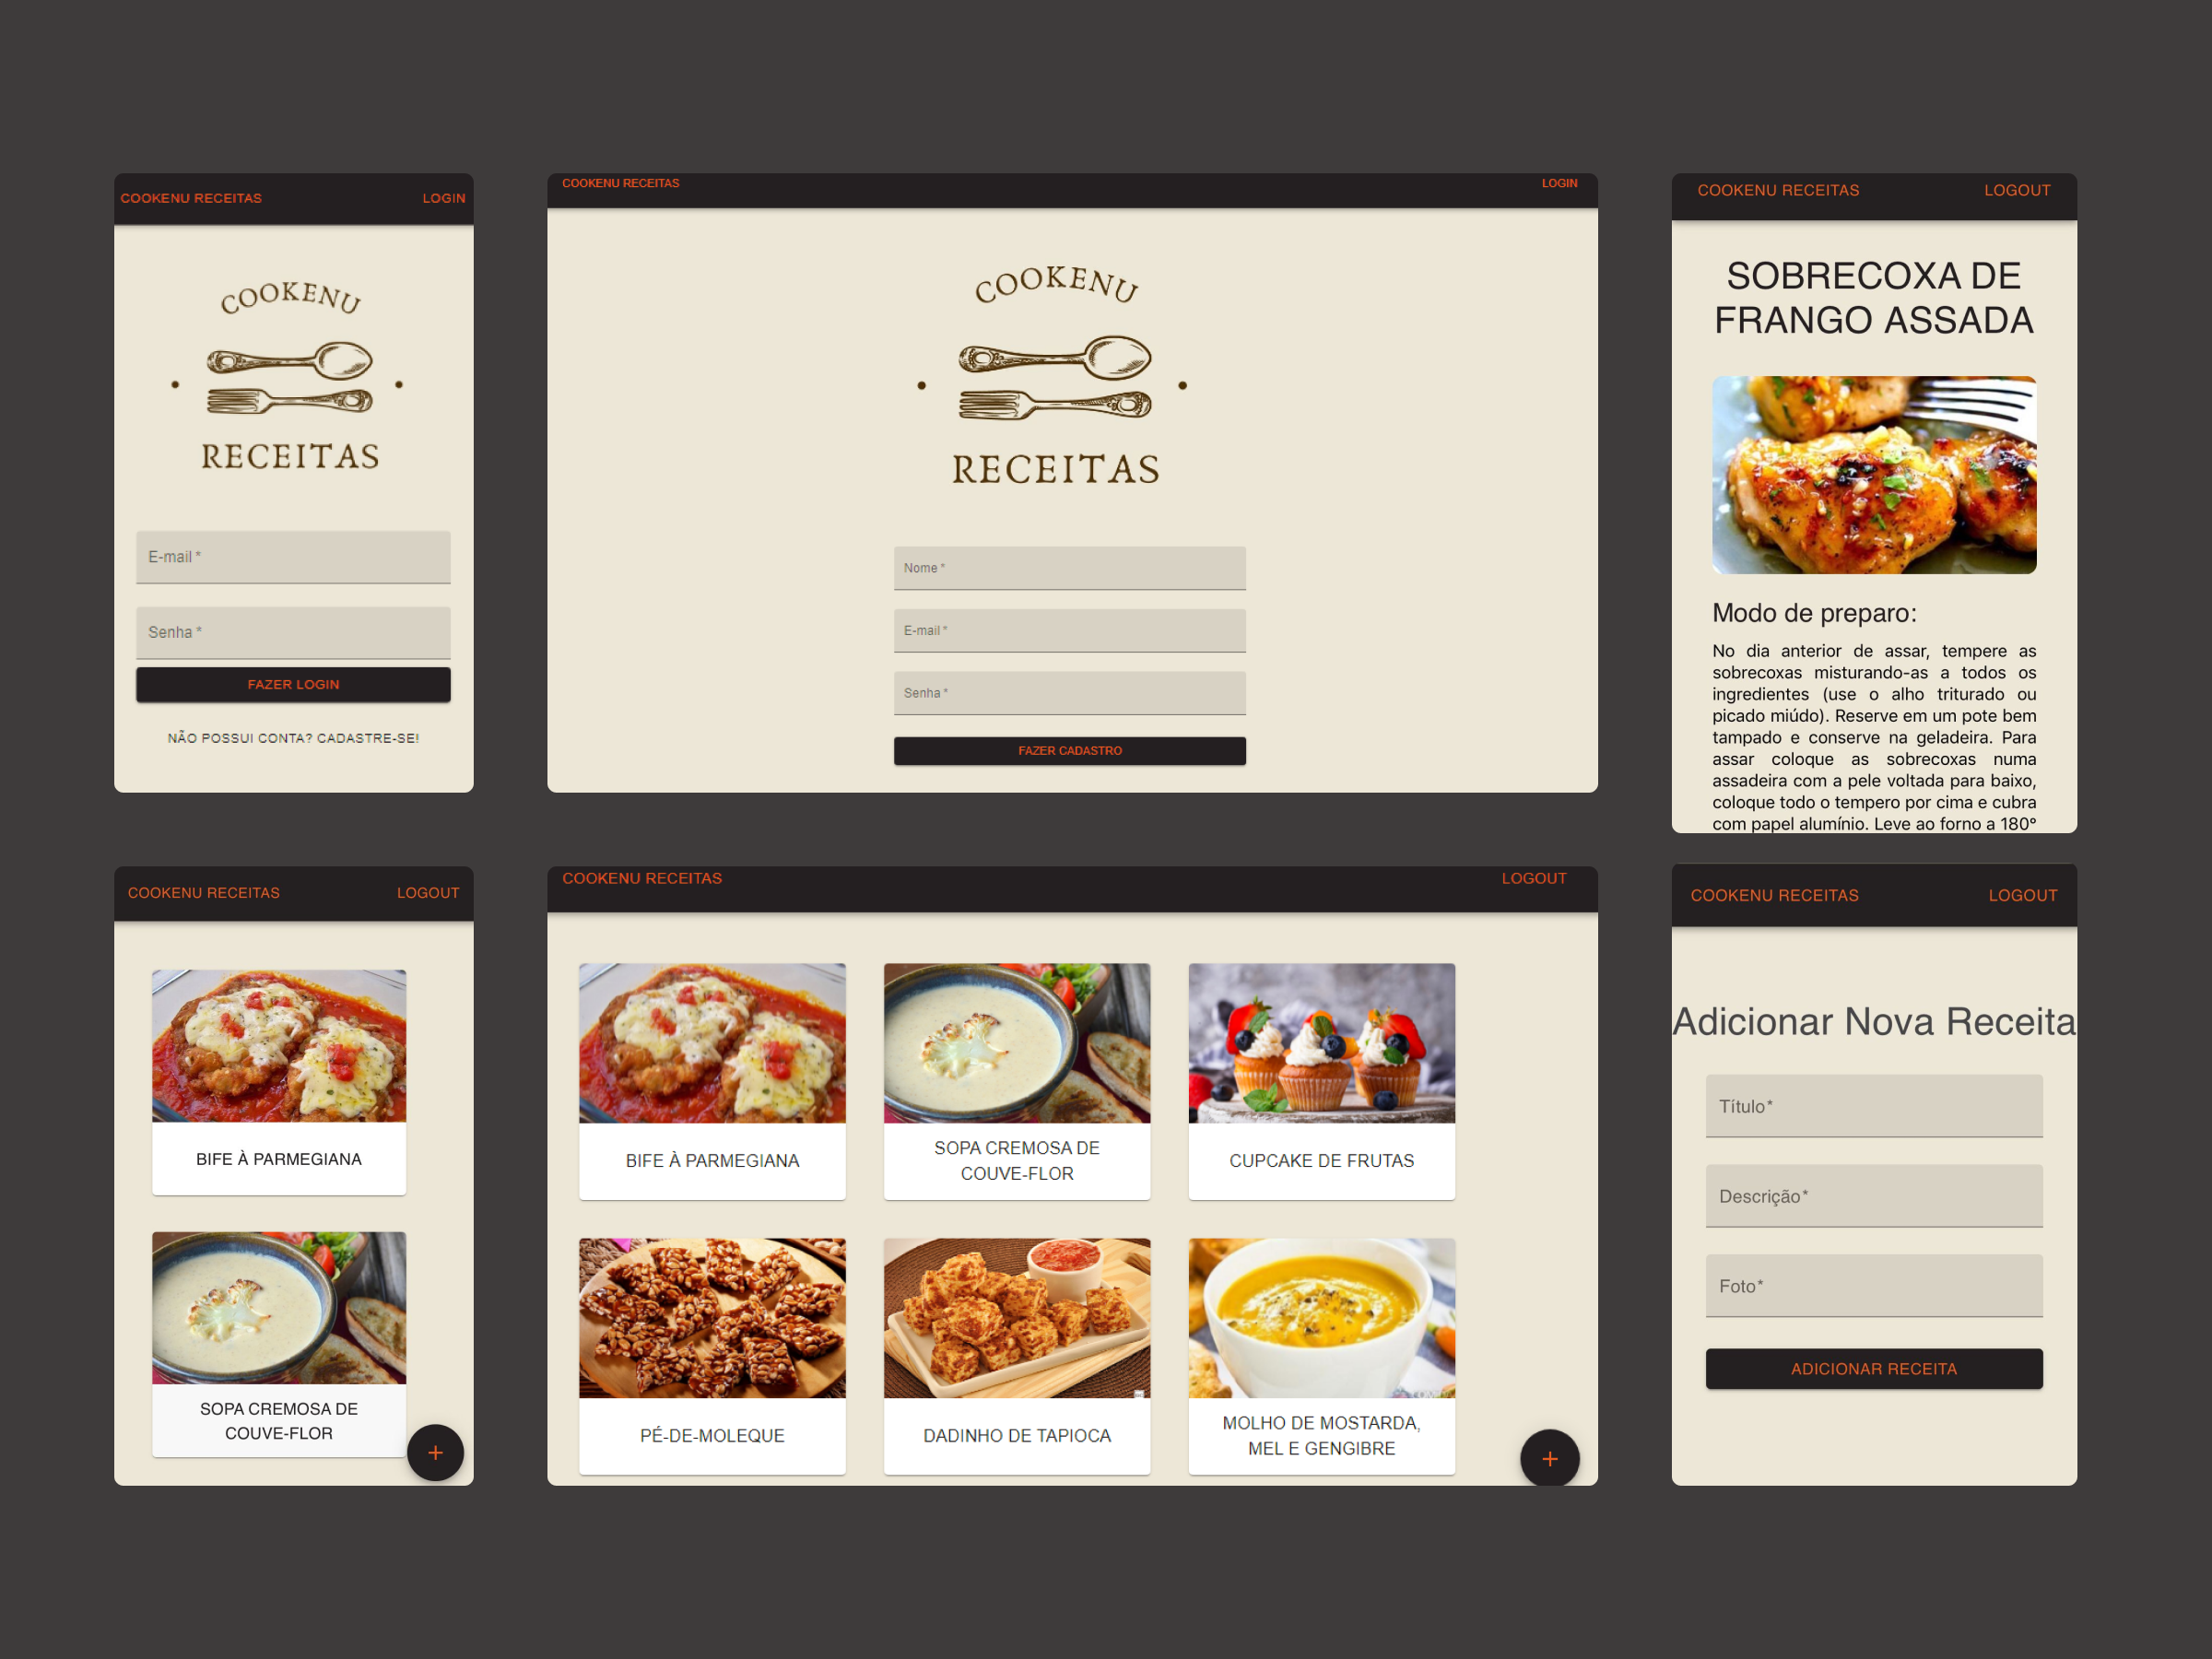 COOKENU RECEITAS
LOGIN
COOKENU
RECEITAS
E-mail *
Senha *
FAZER LOGIN
NÃO POSSUI CONTA? CADASTRE-SE!
COOKENU RECEITAS
LOGIN
COOKENU
RECEITAS
Nome *
E-mail *
Senha *
FAZER CADASTRO
COOKENU RECEITAS
LOGOUT
SOBRECOXA DE
FRANGO ASSADA
Modo de preparo:
No dia anterior de assar, tempere as
sobrecoxas misturando-as a todos os
ingredientes (use o alho triturado ou
picado miúdo). Reserve em um pote bem
tampado e conserve na geladeira. Para
assar coloque as sobrecoxas numa
assadeira com a pele voltada para baixo,
coloque todo o tempero por cima e cubra
com papel alumínio. Leve ao forno a 180°
COOKENU RECEITAS
LOGOUT
BIFE À PARMEGIANA
SOPA CREMOSA DE
COUVE-FLOR
+
COOKENU RECEITAS
LOGOUT
BIFE À PARMEGIANA
SOPA CREMOSA DE
COUVE-FLOR
CUPCAKE DE FRUTAS
PÉ-DE-MOLEQUE
DADINHO DE TAPIOCA
MOLHO DE MOSTARDA,
MEL E GENGIBRE
+
COOKENU RECEITAS
LOGOUT
Adicionar Nova Receita
Título*
Descrição*
Foto*
ADICIONAR RECEITA